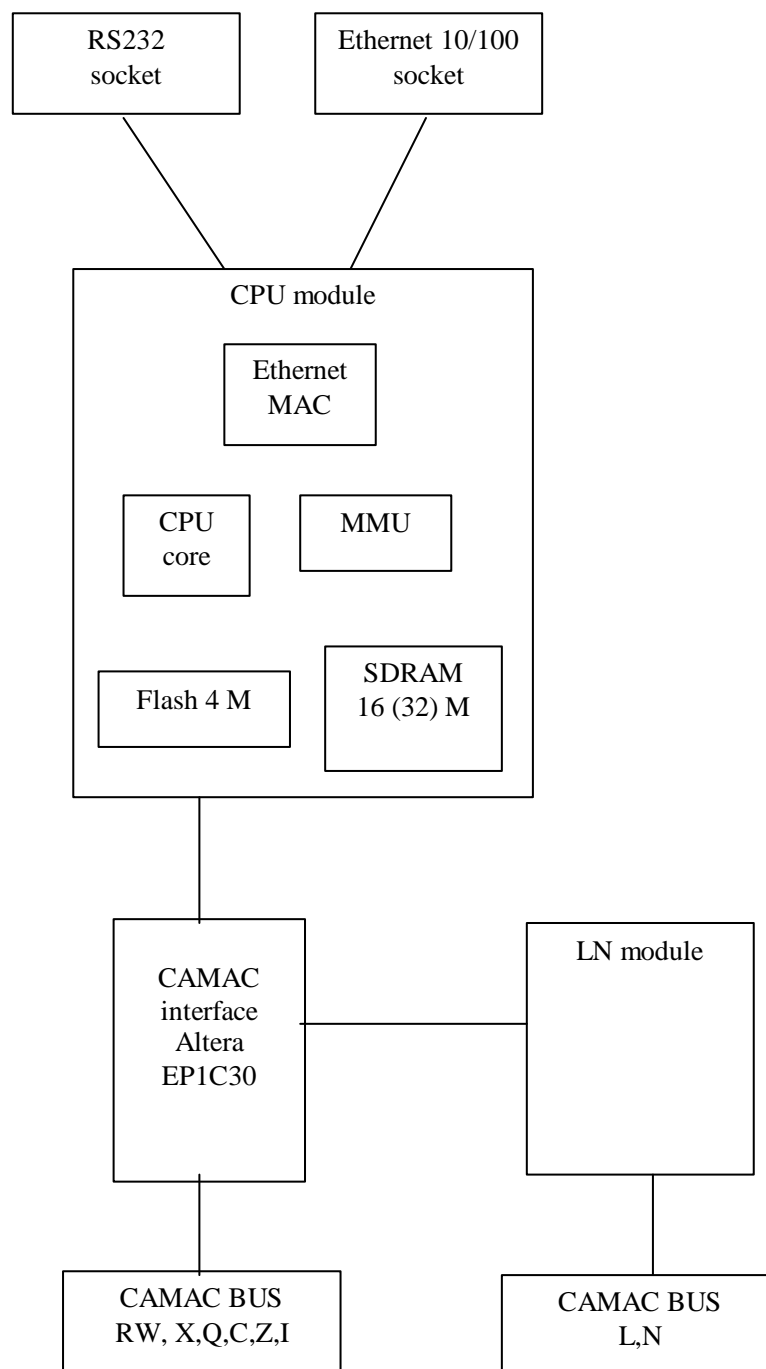 RS232
socket
Ethernet 10/100
socket
CPU module
Ethernet
MAC
CPU
core
MMU
Flash 4 M
SDRAM
16 (32) M
CAMAC
interface
Altera
EP1C30
LN module
CAMAC BUS
RW, X,Q,C,Z,I
CAMAC BUS
L,N